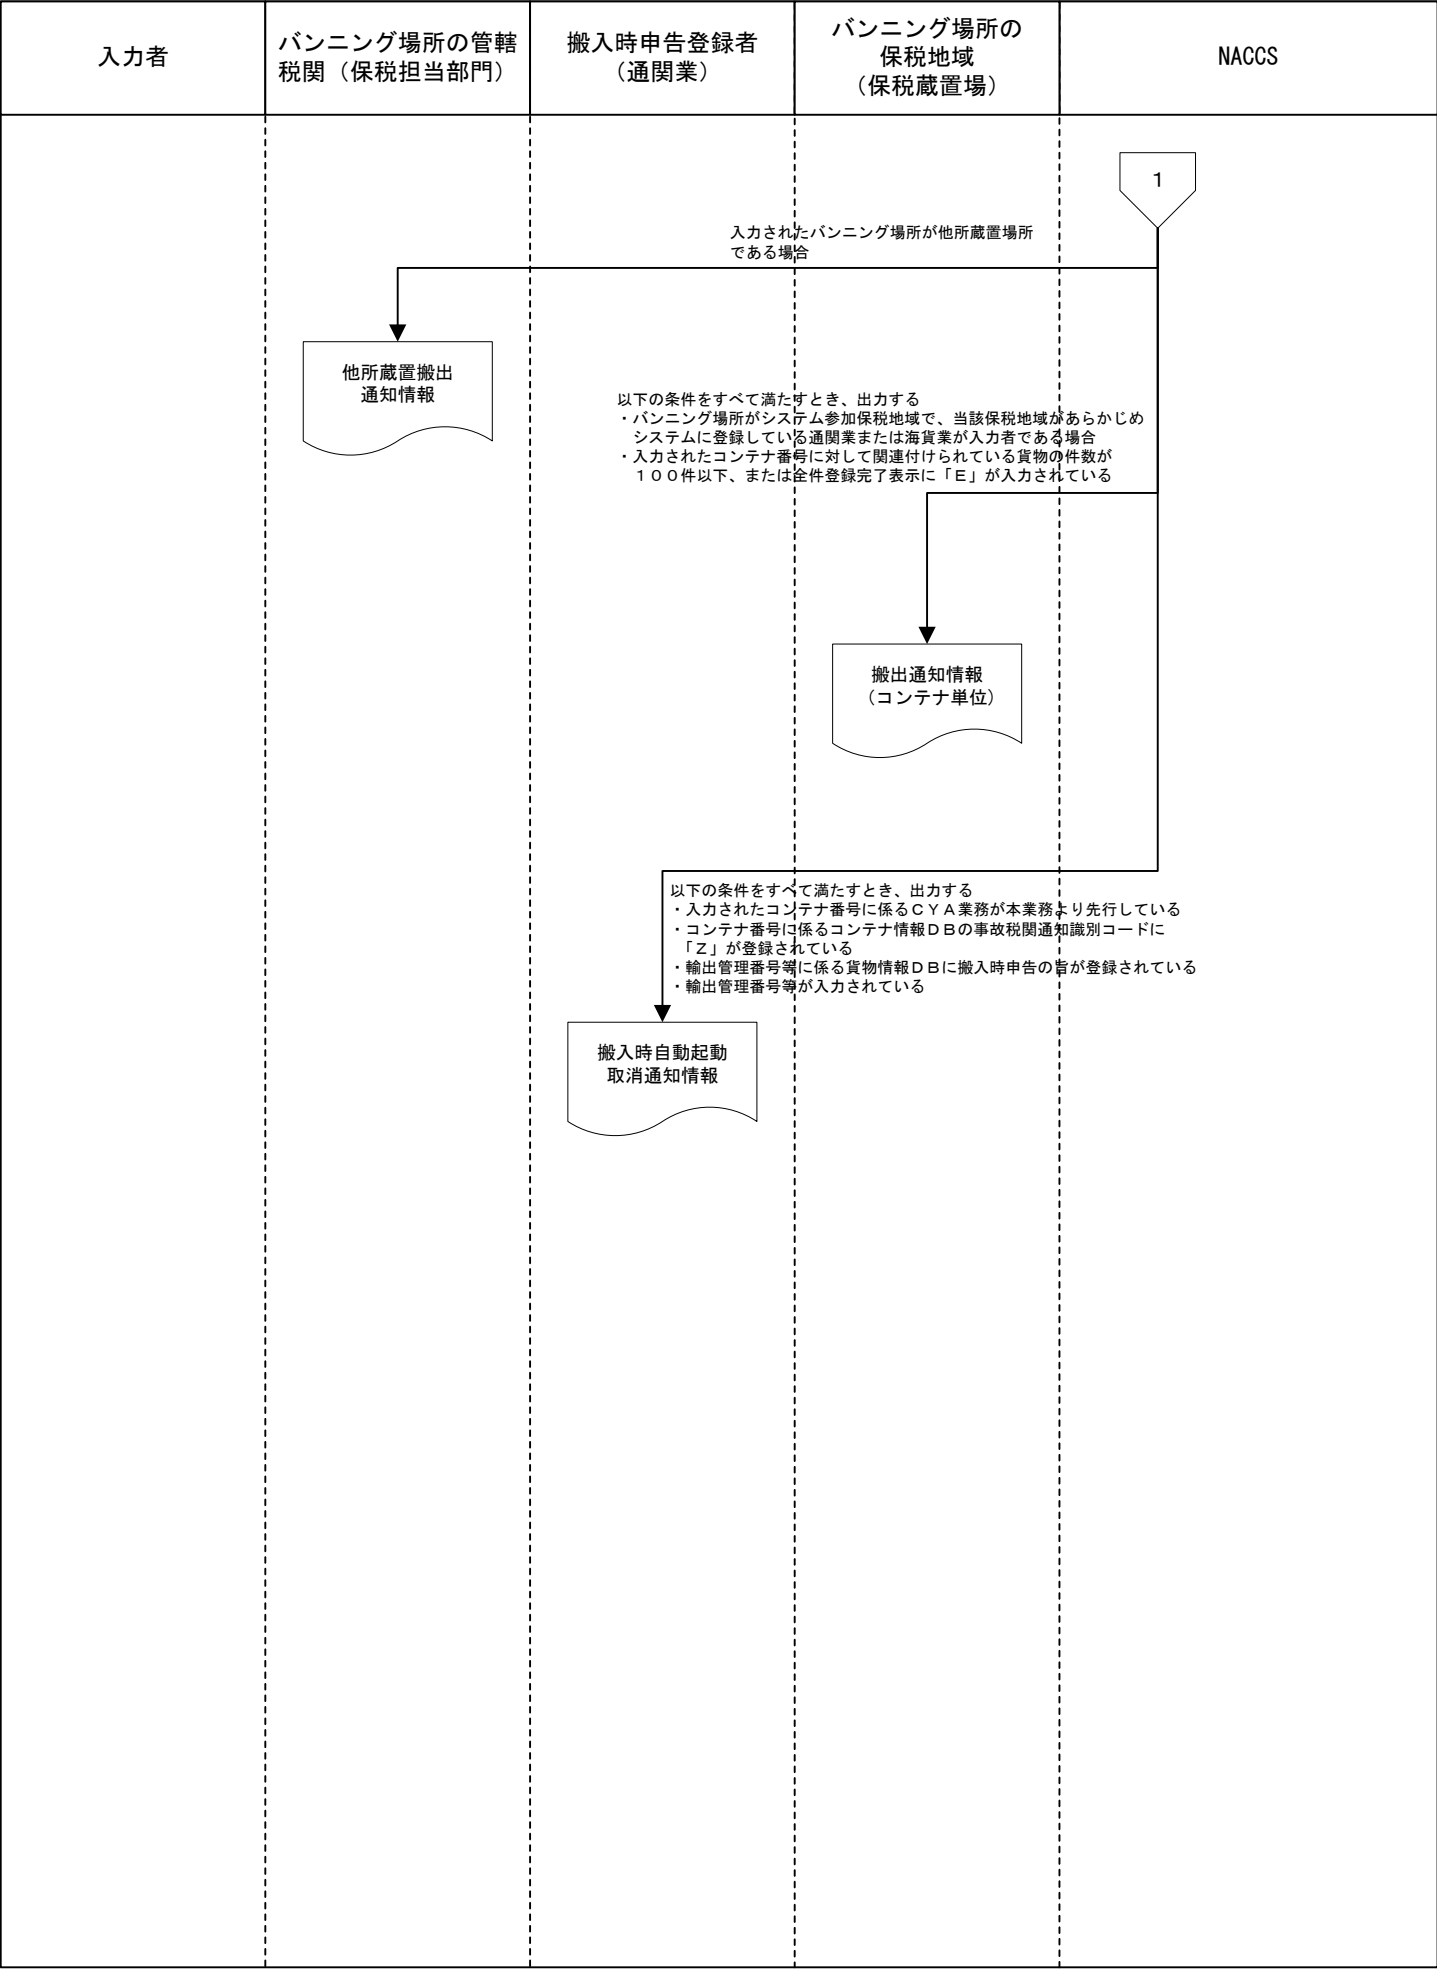 入力者
バンニング場所の管轄
税関（保税担当部門）
搬入時申告登録者
（通関業）
バンニング場所の
保税地域
（保税蔵置場）
NACCS
1
入力されたバンニング場所が他所蔵置場所
である場合
他所蔵置搬出
通知情報
以下の条件をすべて満たすとき、出力する
・バンニング場所がシステム参加保税地域で、当該保税地域があらかじめ
システムに登録している通関業または海貨業が入力者である場合
・入力されたコンテナ番号に対して関連付けられている貨物の件数が
１００件以下、または全件登録完了表示に「Ｅ」が入力されている
搬出通知情報
（コンテナ単位）
以下の条件をすべて満たすとき、出力する
・入力されたコンテナ番号に係るＣＹＡ業務が本業務より先行している
・コンテナ番号に係るコンテナ情報ＤＢの事故税関通知識別コードに
「Ｚ」が登録されている
・輸出管理番号等に係る貨物情報ＤＢに搬入時申告の旨が登録されている
・輸出管理番号等が入力されている
搬入時自動起動
取消通知情報